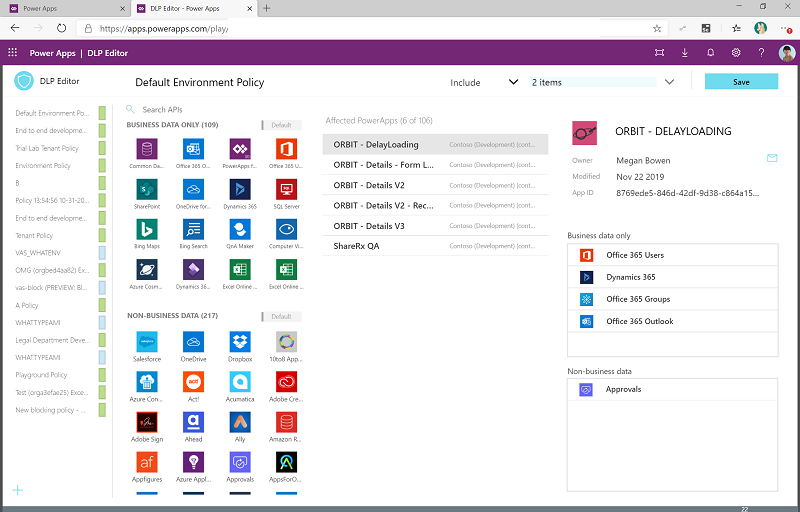 Power Apps
DLP Editor - Power Apps
https://apps.powerapps.com/play/
Power Apps | DLP Editor
DLP Editor
Default Environment Policy
Include
2 items
Save
Default Environment Po...
End to end developme...
Trial Lab Tenant Policy
Environment Policy
B
Policy 13:54:56 10-31-20...
End to end developme...
Tenant Policy
VAS_WHATENV
OMG (orgbed4aa82) Ex...
vas-block (PREVIEW: Bl...
A Policy
WHATTYPEAMI
Legal Department Deve...
WHATTYPEAMI
Playground Policy
Test (orga3efae25) Exce...
New blocking policy - ...
Search APIs
BUSINESS DATA ONLY (109)
Default
Common Da...
Office 365 O...
PowerApps f...
Office 365 U...
SharePoint
OneDrive for...
Dynamics 365
SQL Server
Bing Maps
Bing Search
QnA Maker
Computer Vi...
Azure Cosm...
Dynamics 36...
Excel Online ...
Excel Online ...
NON-BUSINESS DATA (217)
Default
Salesforce
OneDrive
Dropbox
10to8 App...
Azure Con...
Act!
Acumatica
Adobe Cre...
Adobe Sign
Ahead
Ally
Amazon R...
Appfigures
Azure Appl...
Approvals
AppsForO...
Affected PowerApps (6 of 106)
ORBIT - DelayLoading
Contoso (Development) (cont...
ORBIT - Details - Form L...
Contoso (Development) (cont...
ORBIT - Details V2
Contoso (Development) (cont...
ORBIT - Details V2 - Rec...
Contoso (Development) (cont...
ORBIT - Details V3
Contoso (Development) (cont...
ShareRx QA
Contoso (Development) (cont...
ORBIT - DELAYLOADING
Owner
Megan Bowen
Modified
Nov 22 2019
App ID
8769ede5-846d-42df-9d38-c864a15...
Business data only
Office 365 Users
Dynamics 365
Office 365 Groups
Office 365 Outlook
Non-business data
Approvals
22